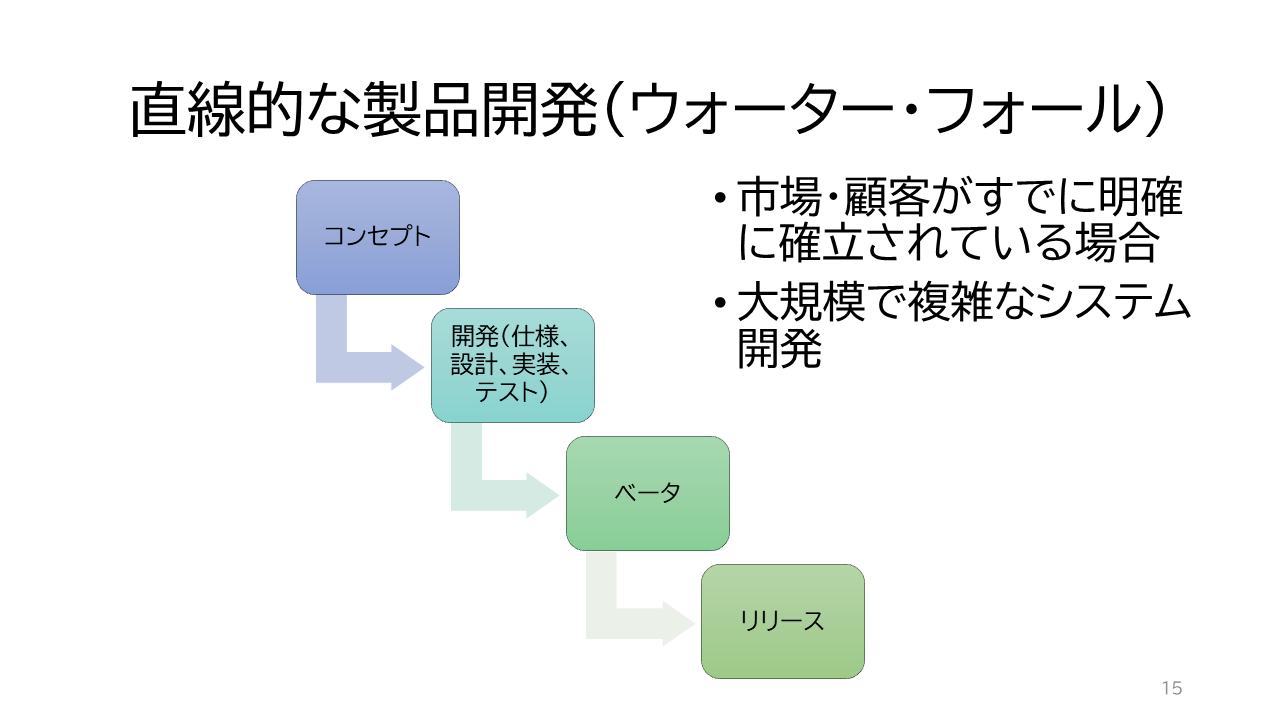 直線的な製品開発（ウォーター・フォール）
コンセプト
開発（仕様、
設計、実装、
テスト）
ベータ
リリース
• 市場・顧客がすでに明確
に確立されている場合
• 大規模で複雑なシステム
開発
15